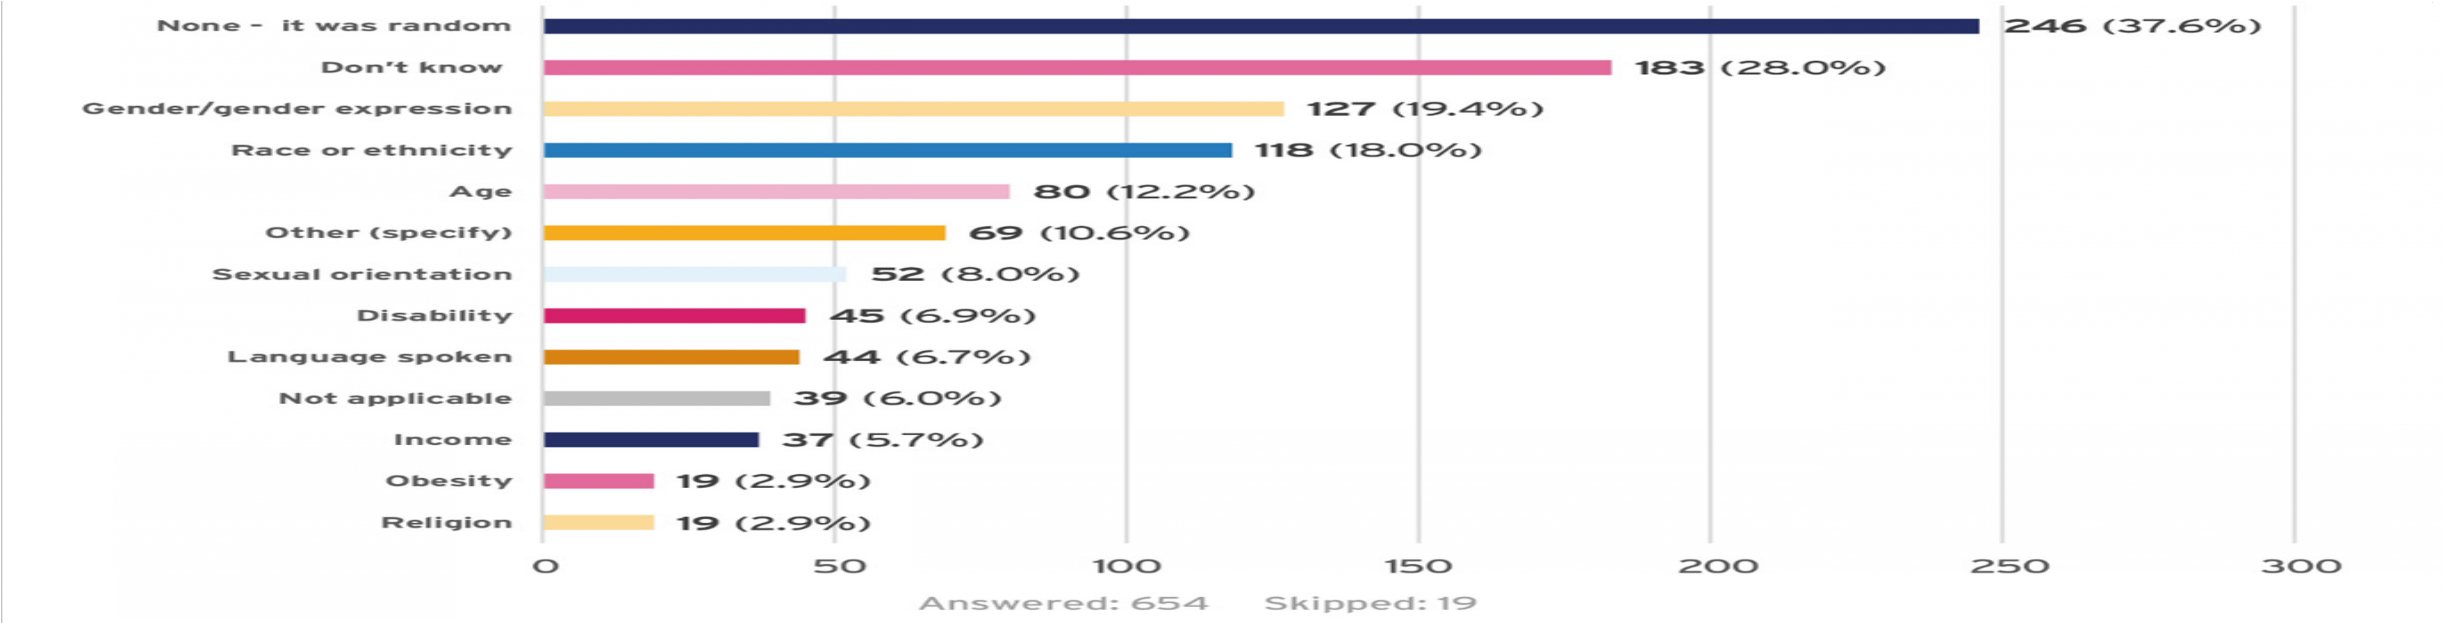 None - it was random 246 (37.6%)
Don't know 183 (28.0%)
Gender/gender expression 127 (19.4%)
Race or ethnicity 118 (18.0%)
Age 80 (12.2%)
Other (specify) 69 (10.6%)
Sexual orientation 52 (8.0%)
Disability 45 (6.9%)
Language spoken 44 (6.7%)
Not applicable 39 (6.0%)
Income 37 (5.7%)
Obesity 19 (2.9%)
Religion 19 (2.9%)
0 50 100 150 200 250 300
Answered: 654 Skipped: 19